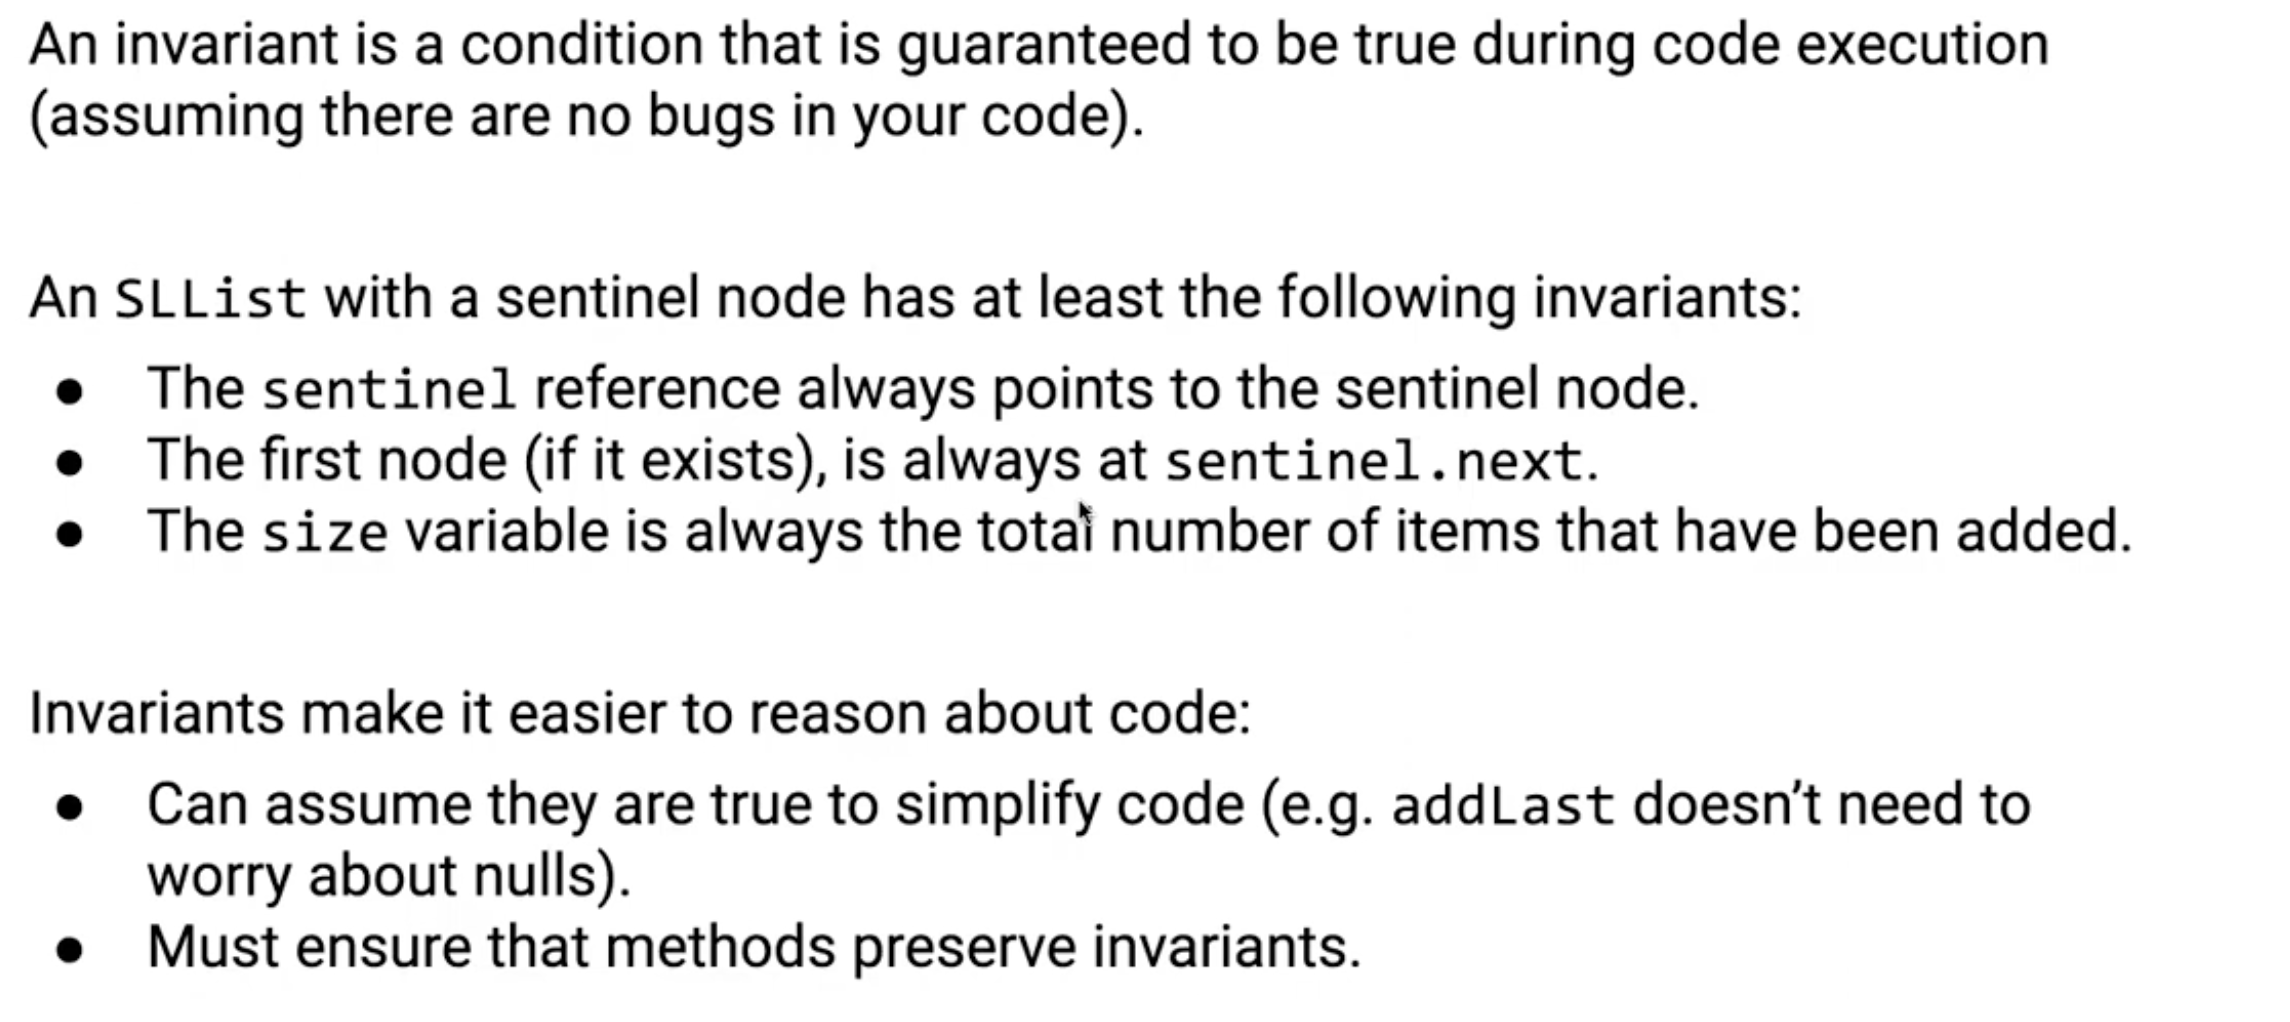 An invariant is a condition that is guaranteed to be true during code execution
(assuming there are no bugs in your code).
An SLList with a sentinel node has at least the following invariants:
● The sentinel reference always points to the sentinel node.
● The first node (if it exists), is always at sentinel.next.
● The size variable is always the total number of items that have been added.
Invariants make it easier to reason about code:
● Can assume they are true to simplify code (e.g. addLast doesn’t need to
worry about nulls).
● Must ensure that methods preserve invariants.